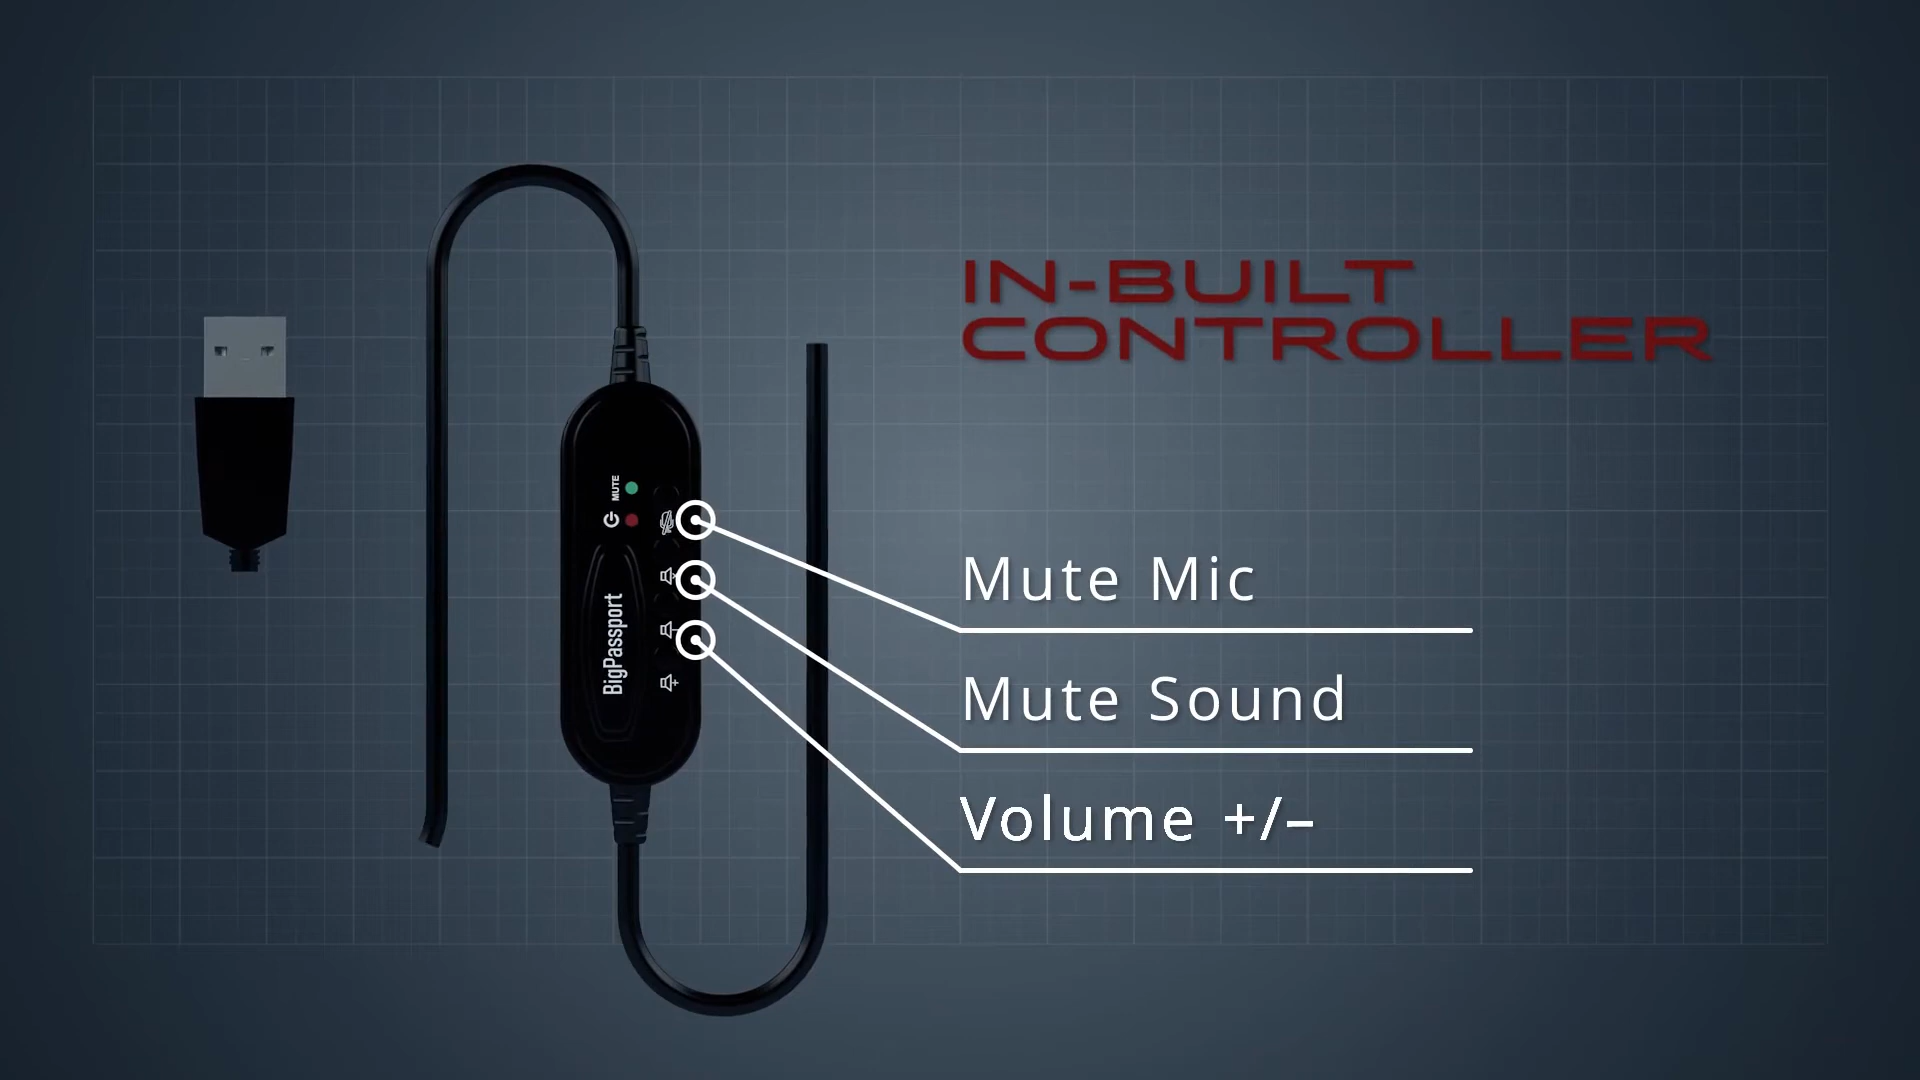 IN-BUILT
CONTROLLER
MUTE
BigPassport
Mute Mic
Mute Sound
Volume +/–